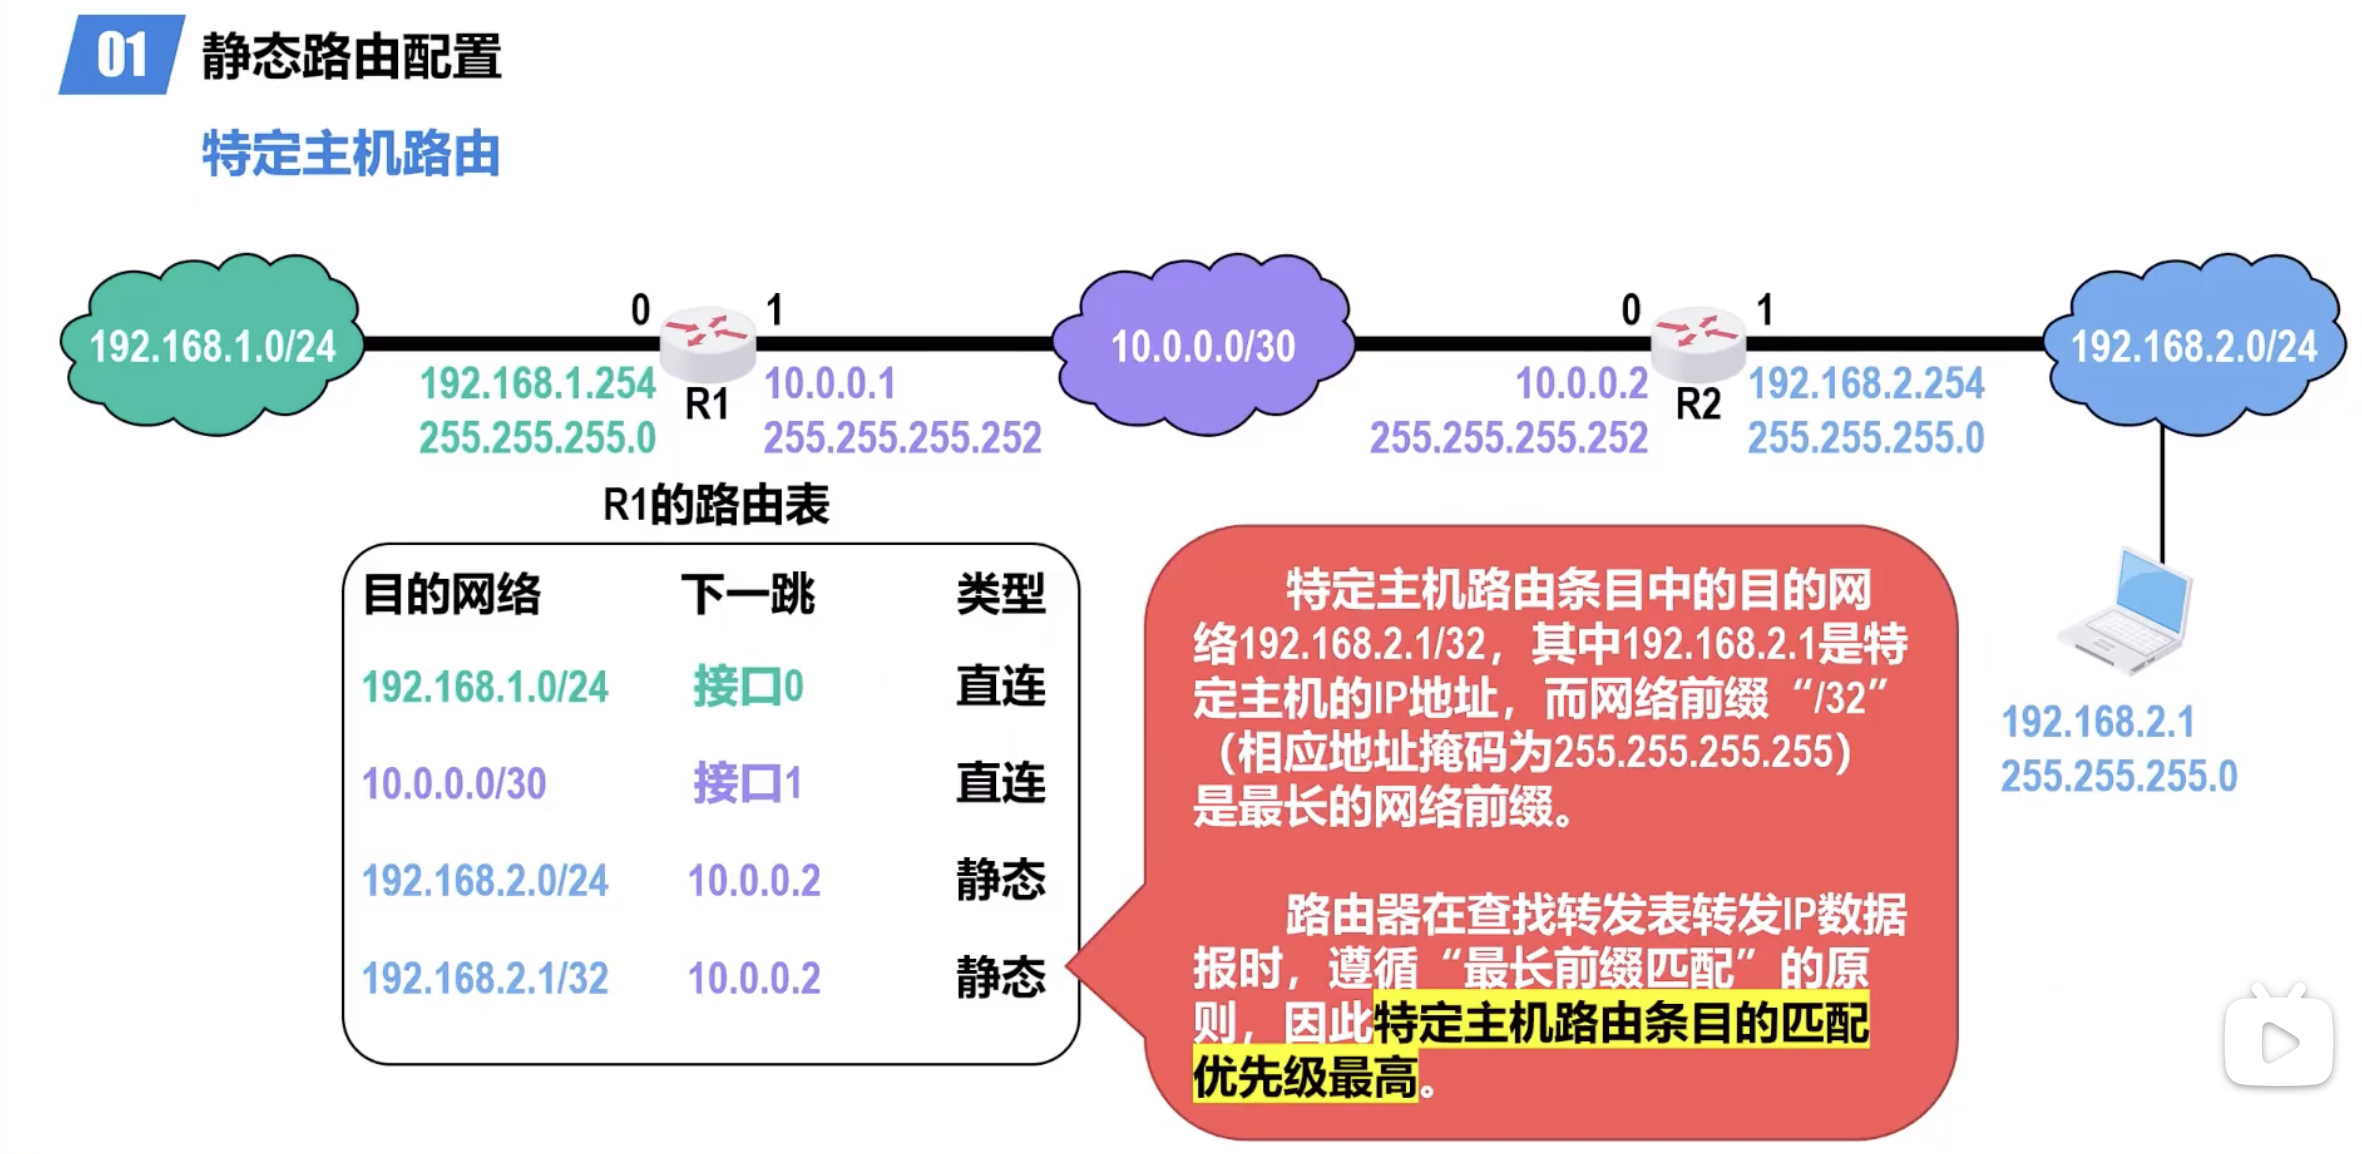 01 静态路由配置
特定主机路由
0 1 0 1
192.168.1.0/24 10.0.0.0/30 192.168.2.0/24
192.168.1.254 R1 10.0.0.1 10.0.0.2 R2 192.168.2.254
255.255.255.0 255.255.255.252 255.255.255.252 255.255.255.0
R1的路由表
目的网络 下一跳 类型
192.168.1.0/24 接口0 直连
10.0.0.0/30 接口1 直连
192.168.2.0/24 10.0.0.2 静态
192.168.2.1/32 10.0.0.2 静态
特定主机路由条目中的目的网
络192.168.2.1/32，其中192.168.2.1是特
定主机的IP地址，而网络前缀“/32”
（相应地址掩码为255.255.255.255）
是最长的网络前缀。
路由器在查找转发表转发IP数据
报时，遵循“最长前缀匹配”的原
则，因此特定主机路由条目的匹配
优先级最高。
192.168.2.1
255.255.255.0